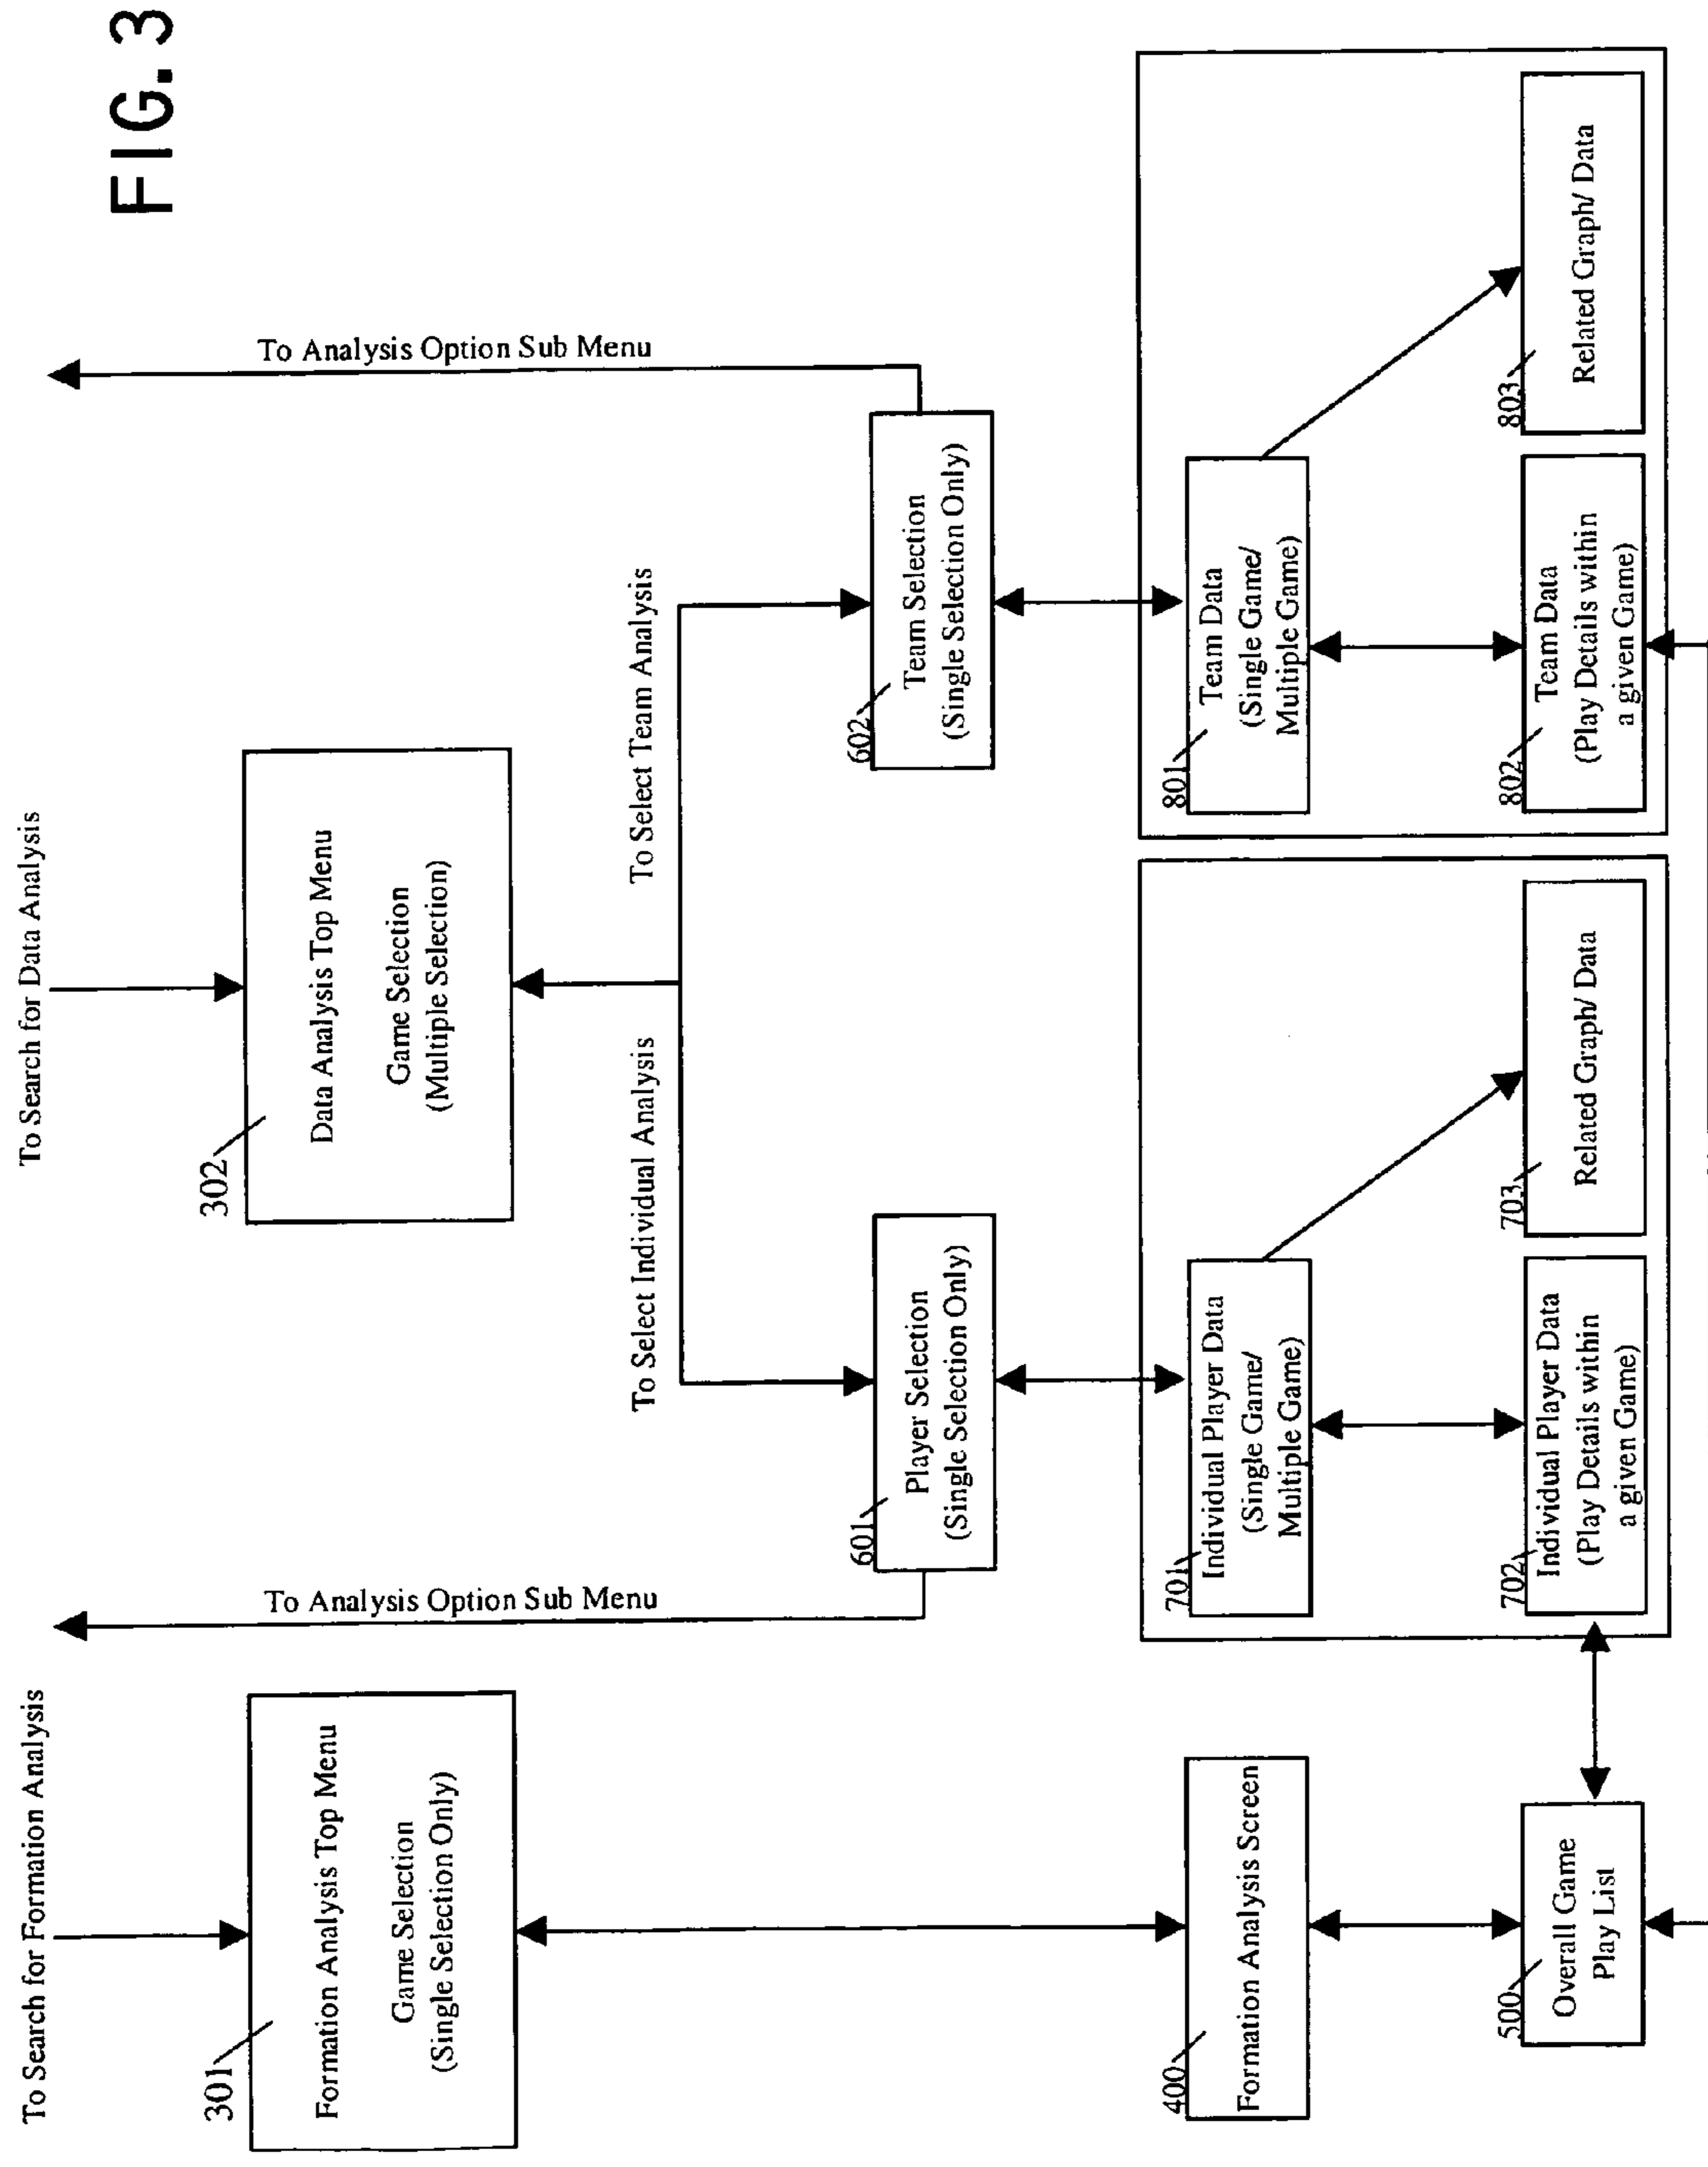 FIG. 3
To Search for Formation Analysis
To Search for Data Analysis
301
Formation Analysis Top Menu
Game Selection
(Single Selection Only)
302
Data Analysis Top Menu
Game Selection
(Multiple Selection)
To Analysis Option Sub Menu
To Analysis Option Sub Menu
To Select Individual Analysis
To Select Team Analysis
601
Player Selection
(Single Selection Only)
602
Team Selection
(Single Selection Only)
400
Formation Analysis Screen
701
Individual Player Data
(Single Game/
Multiple Game)
801
Team Data
(Single Game/
Multiple Game)
500
Overall Game
Play List
702
Individual Player Data
(Play Details within
a given Game)
703
Related Graph/ Data
802
Team Data
(Play Details within
a given Game)
803
Related Graph/ Data